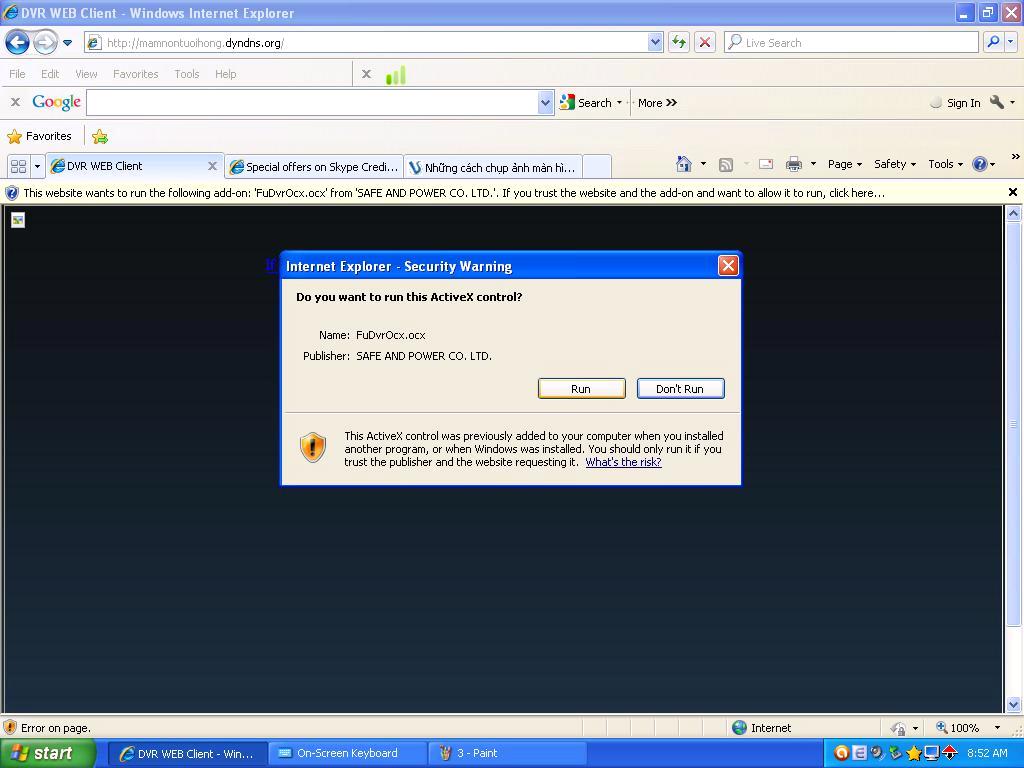 DVR WEB Client - Windows Internet Explorer
http://mamnontuoihong.dyndns.org/
Live Search
File Edit View Favorites Tools Help
x
x Google Search More »
Sign In
Favorites
DVR WEB Client
Special offers on Skype Credi...
Những cách chụp ảnh màn hì...
Page Safety Tools »
This website wants to run the following add-on: 'FuDvrOcx.ocx' from 'SAFE AND POWER CO. LTD.'. If you trust the website and the add-on and want to allow it to run, click here...
If
Internet Explorer - Security Warning
Do you want to run this ActiveX control?
Name: FuDvrOcx.ocx
Publisher: SAFE AND POWER CO. LTD.
Run Don't Run
This ActiveX control was previously added to your computer when you installed
another program, or when Windows was installed. You should only run it if you
trust the publisher and the website requesting it. What's the risk?
Error on page.
Internet
100%
start
DVR WEB Client - Win...
On-Screen Keyboard
3 - Paint
8:52 AM